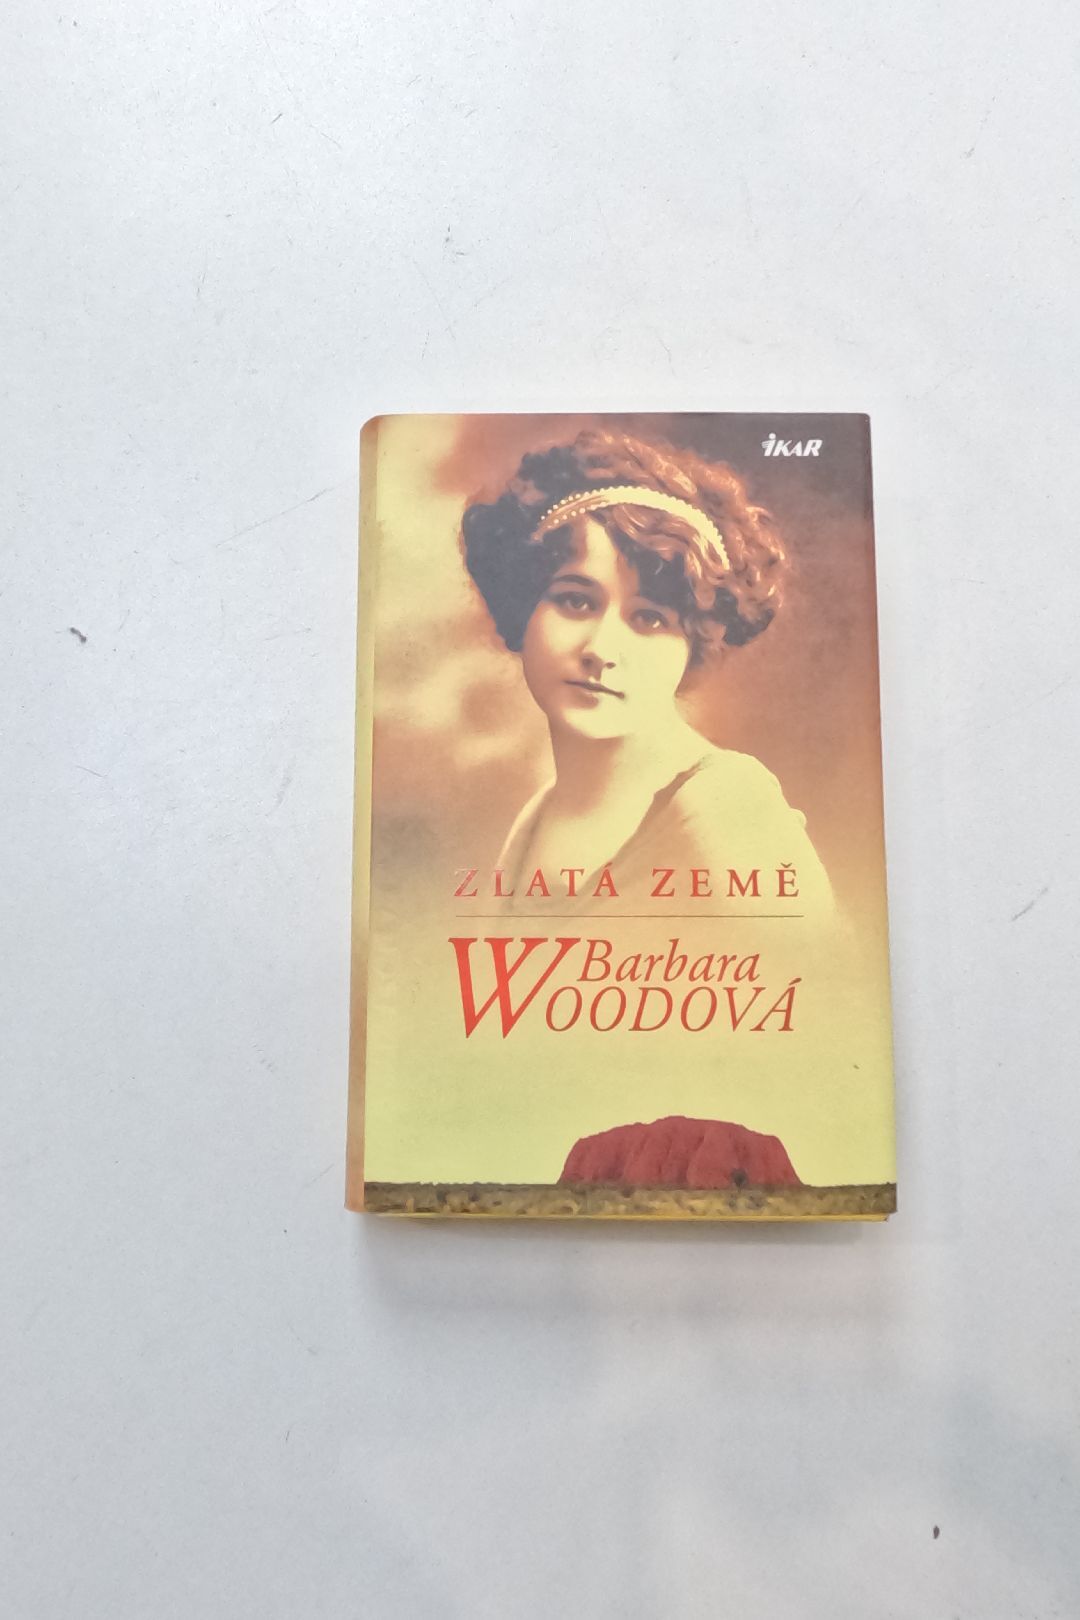 iKAR
ZLATÁ ZEMĚ
Barbara
WOODOVÁ